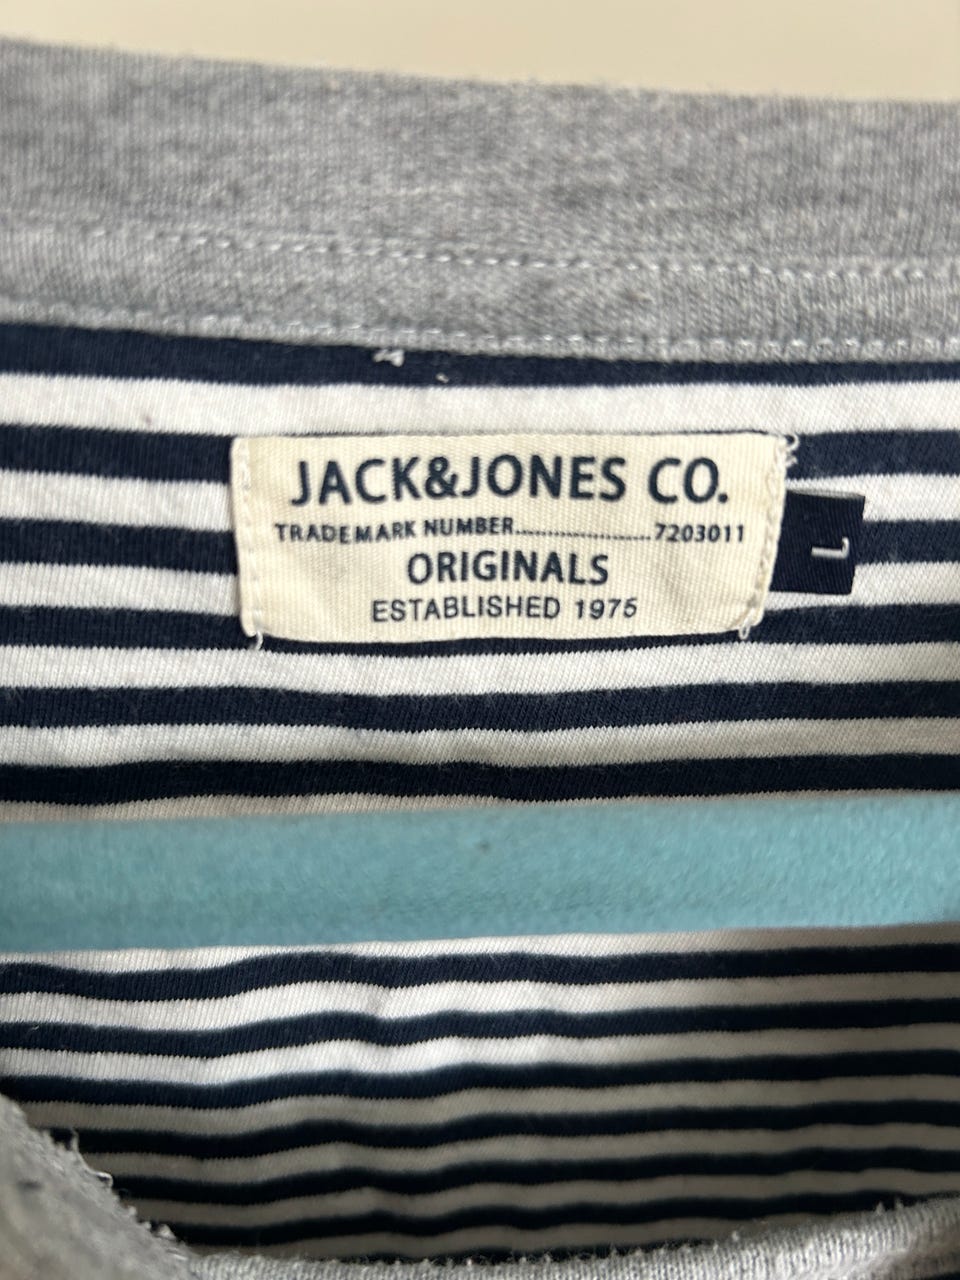 JACK&JONES CO.
TRADEMARK NUMBER......................7203011
ORIGINALS
ESTABLISHED 1975
L